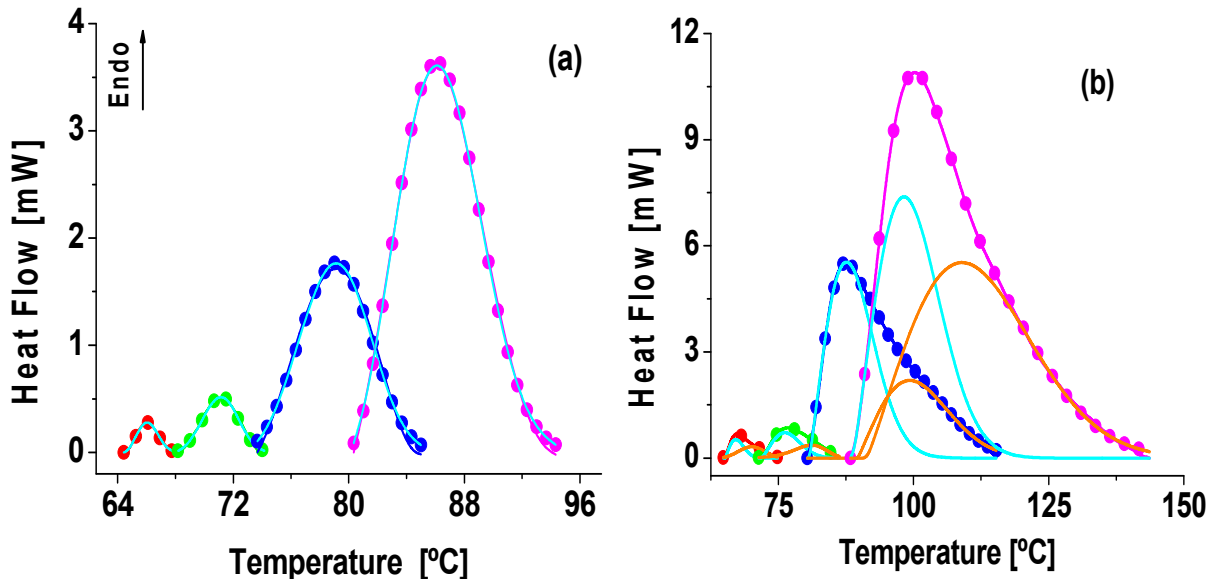 4
3
2
1
0
Endo
(a)
Heat Flow [mW]
64 72 80 88 96
Temperature [ºC]
12
9
6
3
0
(b)
Heat Flow [mW]
75 100 125 150
Temperature [ºC]